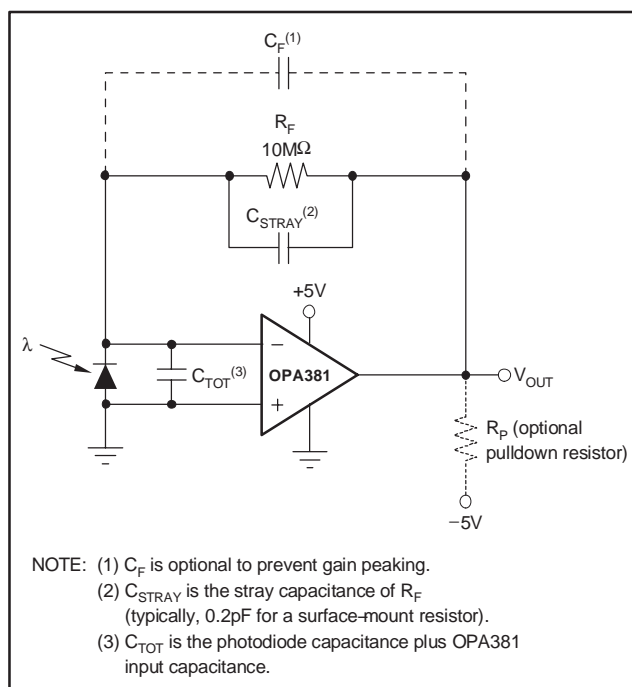 C_F(1)
R_F
10MΩ
C_STRAY(2)
+5V
λ
−
C_TOT(3)
OPA381
+
V_OUT
R_P (optional
pulldown resistor)
−5V
NOTE: (1) C_F is optional to prevent gain peaking.
(2) C_STRAY is the stray capacitance of R_F
(typically, 0.2pF for a surface−mount resistor).
(3) C_TOT is the photodiode capacitance plus OPA381
input capacitance.